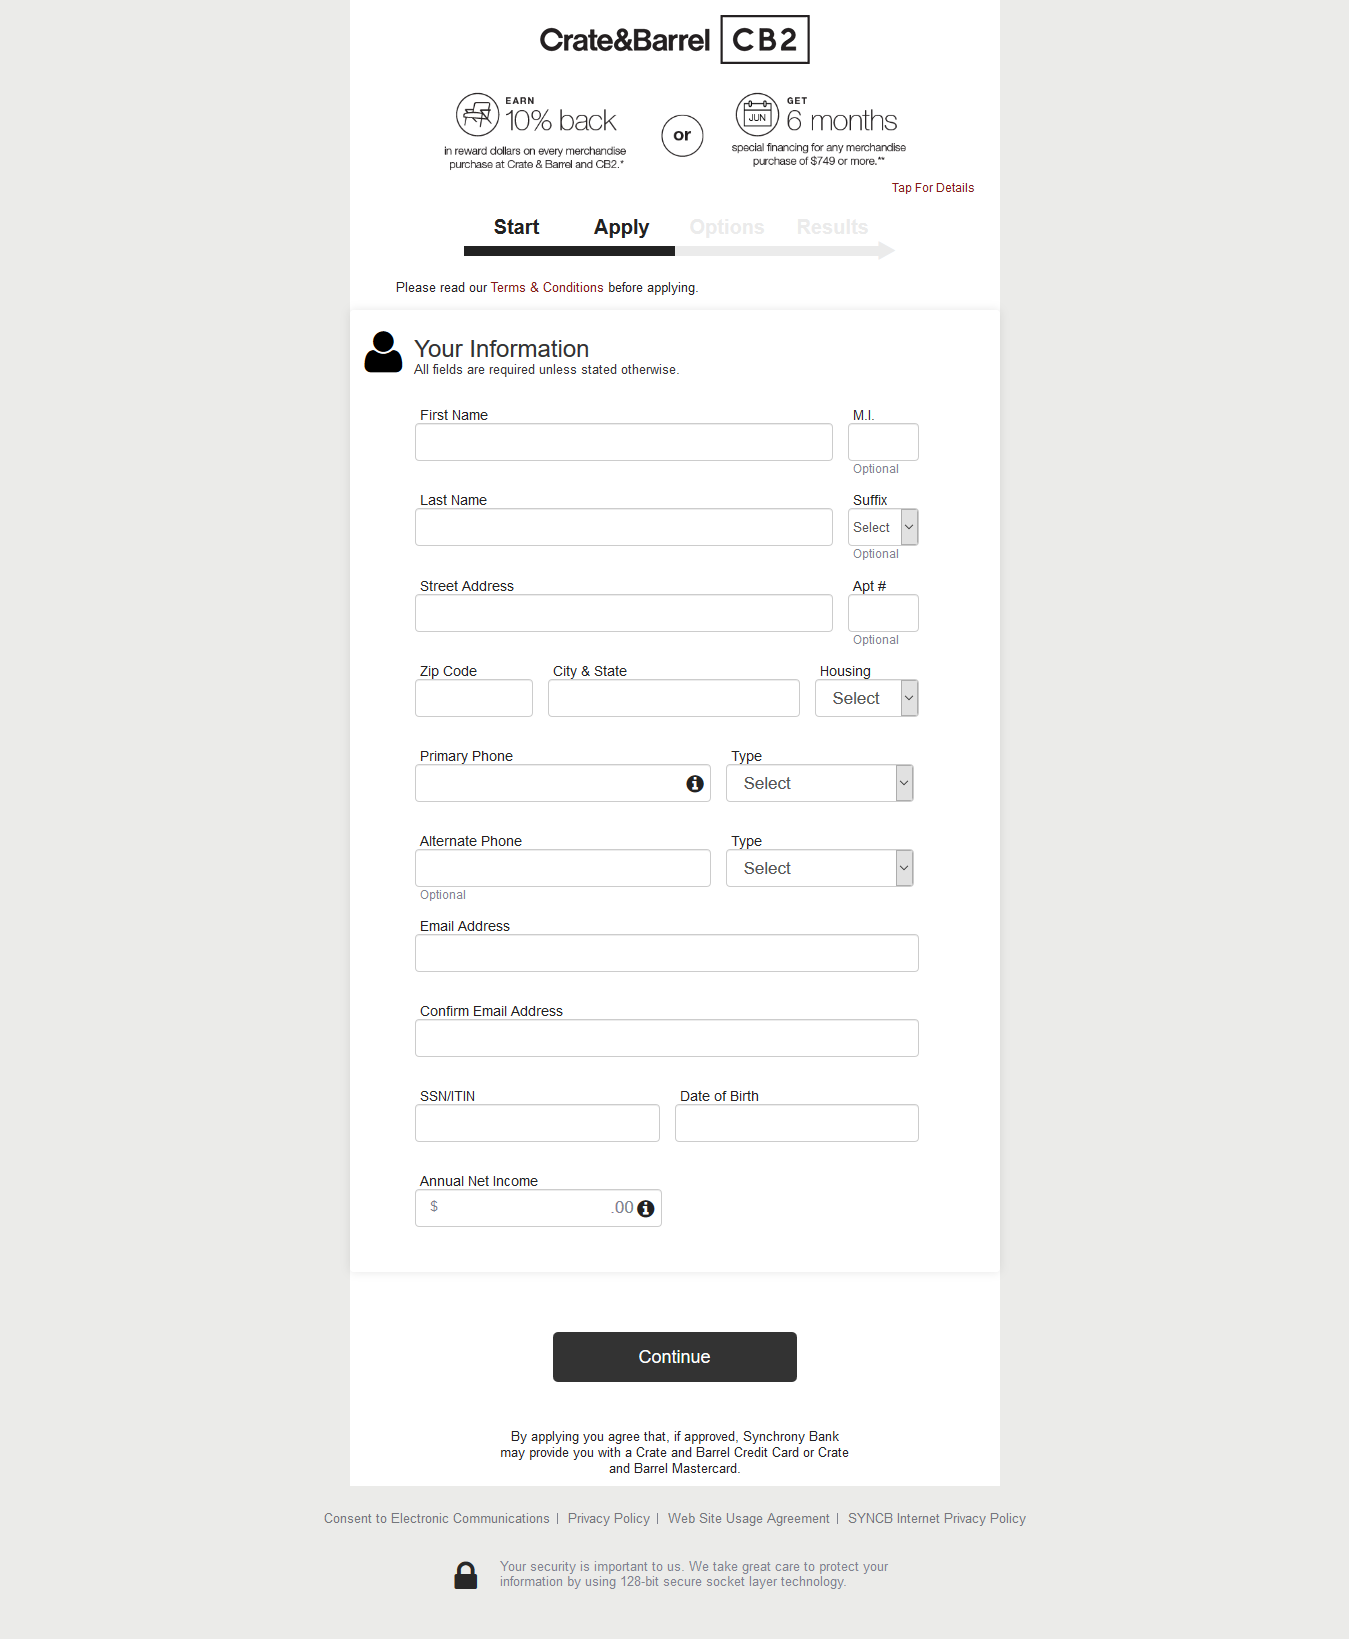 Crate&Barrel CB2
EARN
10% back
in reward dollars on every merchandise
purchase at Crate & Barrel and CB2.*
or
GET
JUN
6 months
special financing for any merchandise
purchase of $749 or more.**
Tap For Details
Start Apply Options Results
Please read our Terms & Conditions before applying.
Your Information
All fields are required unless stated otherwise.
First Name M.I.
Optional
Last Name Suffix
Select
Optional
Street Address Apt #
Optional
Zip Code City & State Housing
Select
Primary Phone Type
Select
Alternate Phone Type
Select
Optional
Email Address
Confirm Email Address
SSN/ITIN Date of Birth
Annual Net Income
$ .00
Continue
By applying you agree that, if approved, Synchrony Bank
may provide you with a Crate and Barrel Credit Card or Crate
and Barrel Mastercard.
Consent to Electronic Communications | Privacy Policy | Web Site Usage Agreement | SYNCB Internet Privacy Policy
Your security is important to us. We take great care to protect your
information by using 128-bit secure socket layer technology.